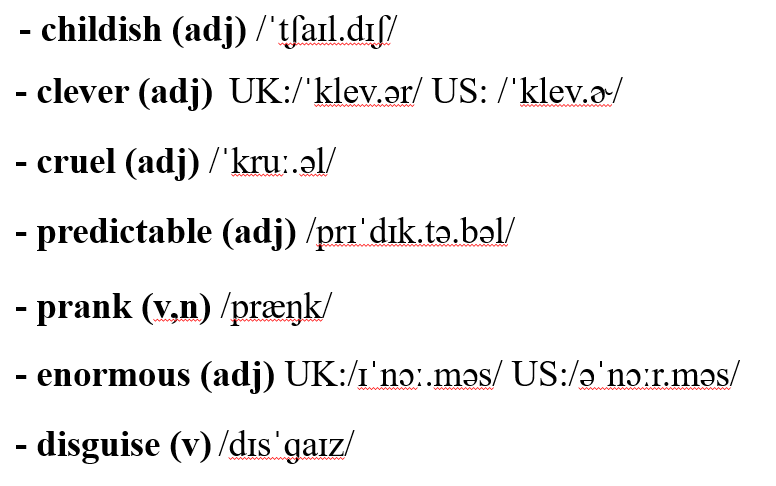 - childish (adj) /ˈtʃaɪl.dɪʃ/
- clever (adj) UK:/ˈklev.ər/ US: /ˈklev.ɚ/
- cruel (adj) /ˈkruː.əl/
- predictable (adj) /prɪˈdɪk.tə.bəl/
- prank (v,n) /præŋk/
- enormous (adj) UK:/ɪˈnɔː.məs/ US:/əˈnɔːr.məs/
- disguise (v) /dɪsˈɡaɪz/